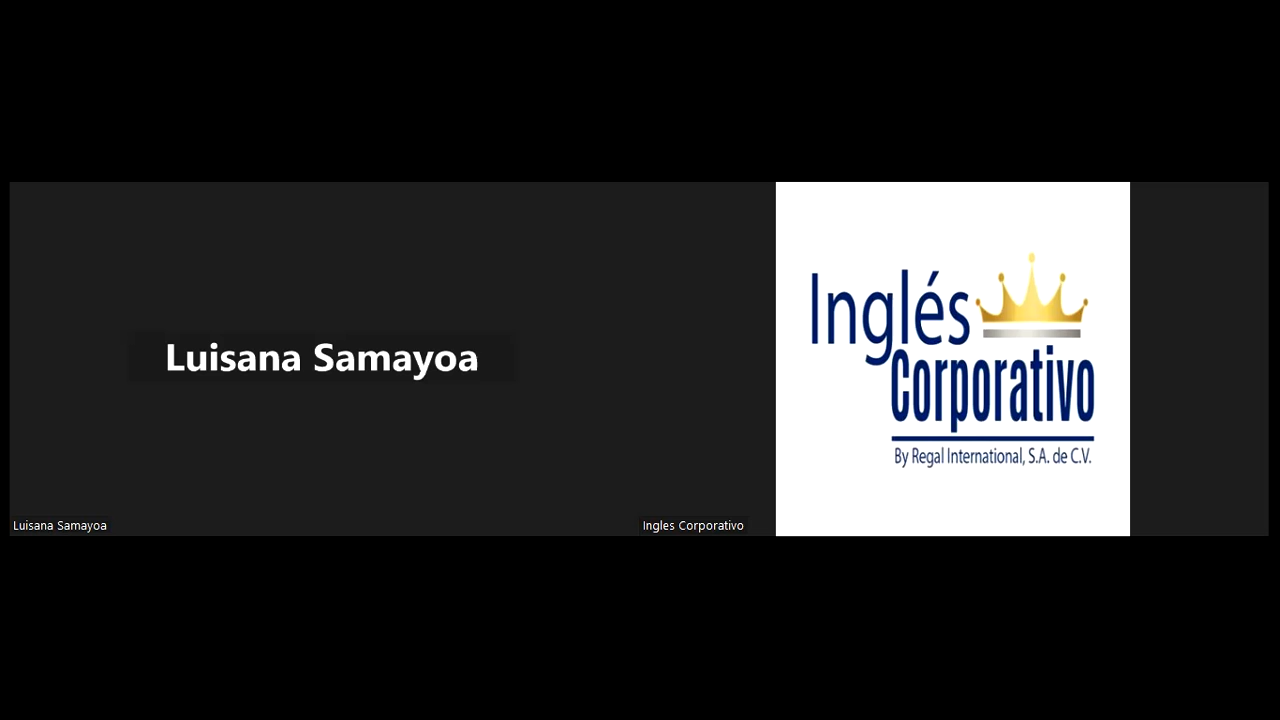 Luisana Samayoa
Luisana Samayoa
Ingles Corporativo
Inglés
Corporativo
By Regal International, S.A. de C.V.